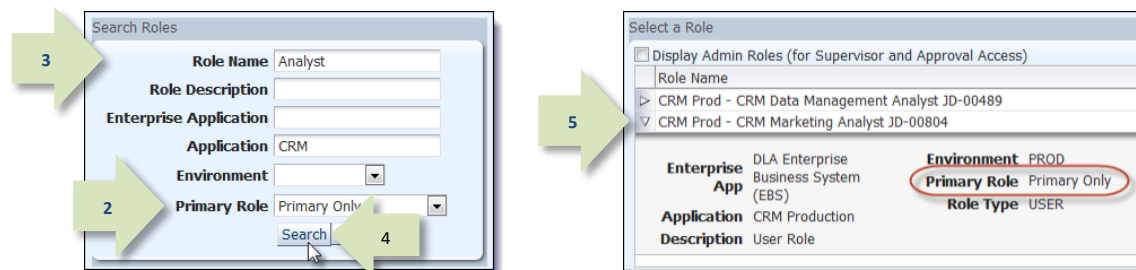 Search Roles
3
Role Name Analyst
Role Description
Enterprise Application
Application CRM
Environment
2
Primary Role Primary Only
Search
4
Select a Role
Display Admin Roles (for Supervisor and Approval Access)
Role Name
CRM Prod - CRM Data Management Analyst JD-00489
5
CRM Prod - CRM Marketing Analyst JD-00804
Enterprise App DLA Enterprise
Business System
(EBS)
Environment PROD
Primary Role Primary Only
Role Type USER
Application CRM Production
Description User Role